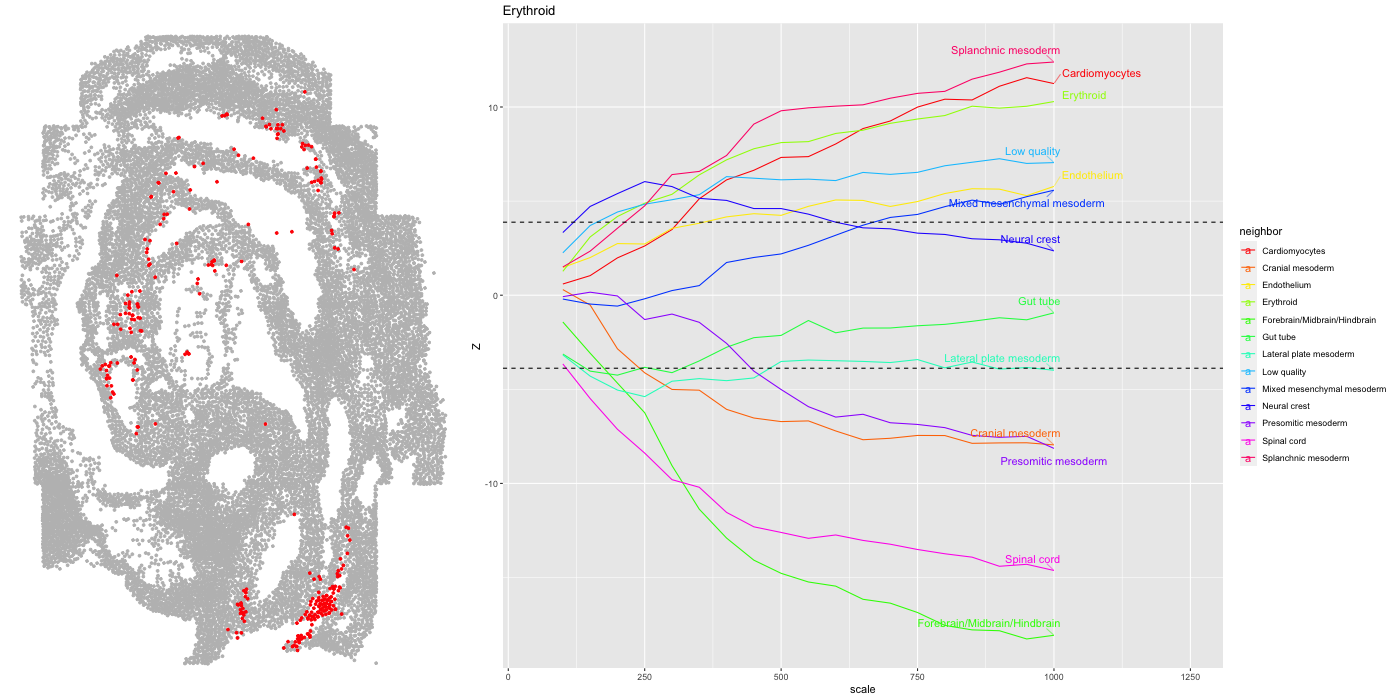 Erythroid
Splanchnic mesoderm
Cardiomyocytes
Erythroid
Low quality
Endothelium
Mixed mesenchymal mesoderm
Neural crest
Gut tube
Lateral plate mesoderm
Cranial mesoderm
Presomitic mesoderm
Spinal cord
Forebrain/Midbrain/Hindbrain
10
0
-10
Z
0
250
500
750
1000
1250
scale
neighbor
a Cardiomyocytes
a Cranial mesoderm
a Endothelium
a Erythroid
a Forebrain/Midbrain/Hindbrain
a Gut tube
a Lateral plate mesoderm
a Low quality
a Mixed mesenchymal mesoderm
a Neural crest
a Presomitic mesoderm
a Spinal cord
a Splanchnic mesoderm